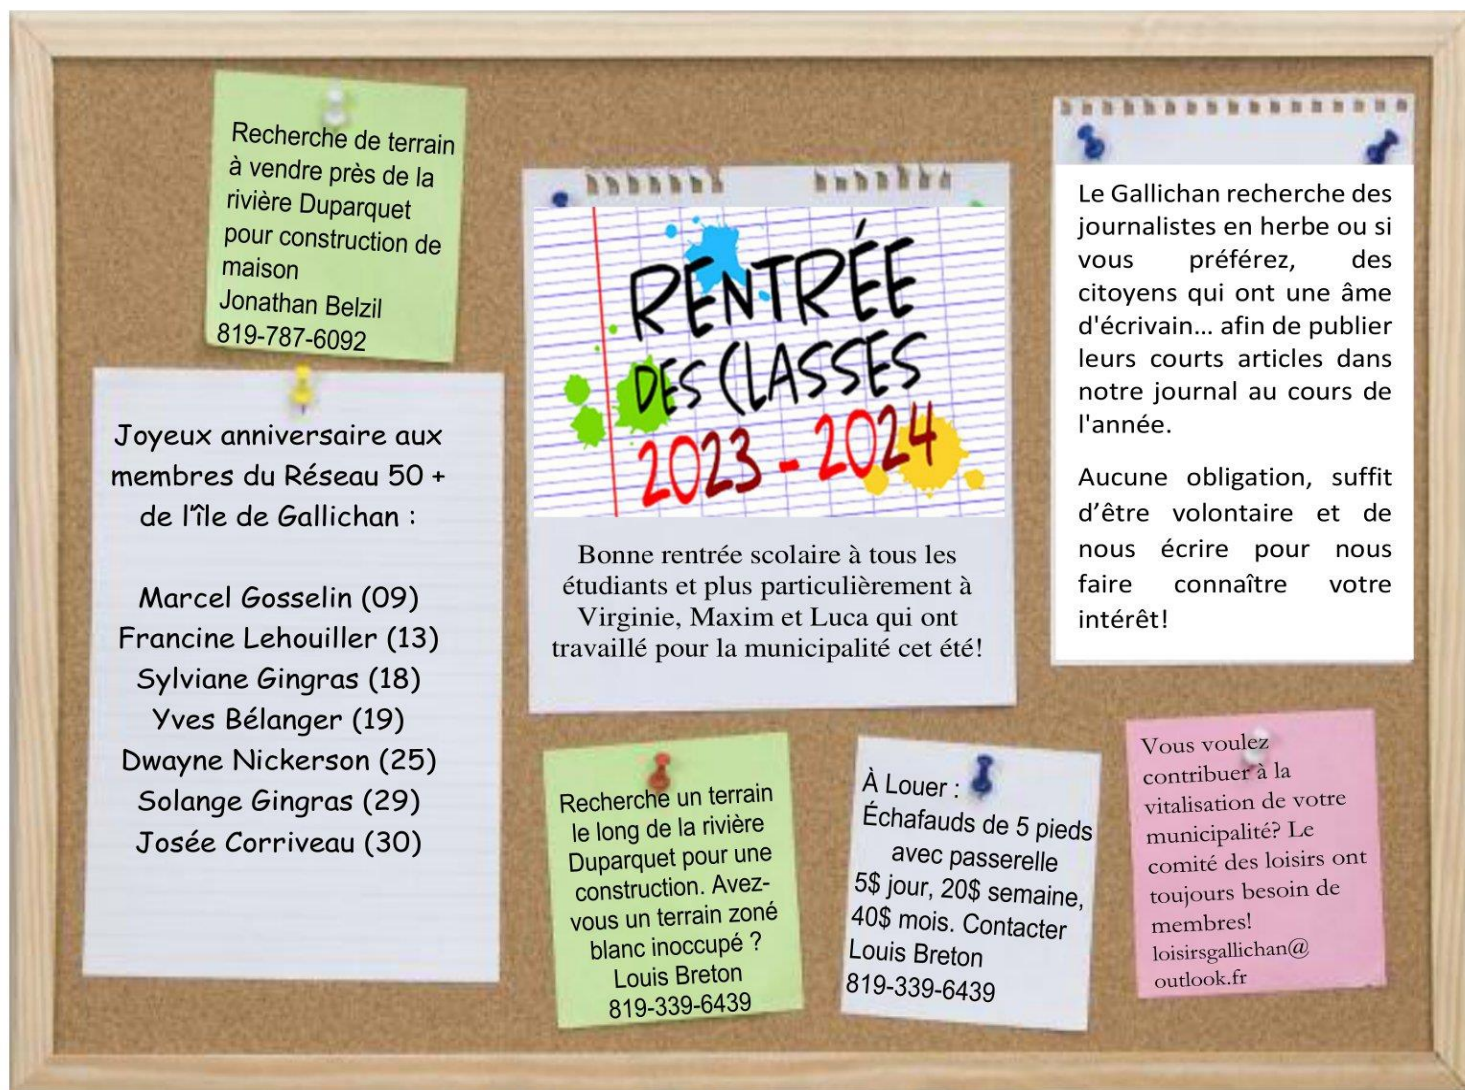 Recherche de terrain
à vendre près de la
rivière Duparquet
pour construction de
maison
Jonathan Belzil
819-787-6092
Joyeux anniversaire aux
membres du Réseau 50 +
de l'île de Gallichan :
Marcel Gosselin (09)
Francine Lehouiller (13)
Sylviane Gingras (18)
Yves Bélanger (19)
Dwayne Nickerson (25)
Solange Gingras (29)
Josée Corriveau (30)
RENTRÉE
DES CLASSES
2023 - 2024
Bonne rentrée scolaire à tous les
étudiants et plus particulièrement à
Virginie, Maxim et Luca qui ont
travaillé pour la municipalité cet été!
Le Gallichan recherche des
journalistes en herbe ou si
vous préférez, des
citoyens qui ont une âme
d'écrivain… afin de publier
leurs courts articles dans
notre journal au cours de
l'année.
Aucune obligation, suffit
d’être volontaire et de
nous écrire pour nous
faire connaître votre
intérêt!
Recherche un terrain
le long de la rivière
Duparquet pour une
construction. Avez-
vous un terrain zoné
blanc inoccupé ?
Louis Breton
819-339-6439
À Louer :
Échafauds de 5 pieds
avec passerelle
5$ jour, 20$ semaine,
40$ mois. Contacter
Louis Breton
819-339-6439
Vous voulez
contribuer à la
vitalisation de votre
municipalité? Le
comité des loisirs ont
toujours besoin de
membres!
loisirsgallichan@
outlook.fr